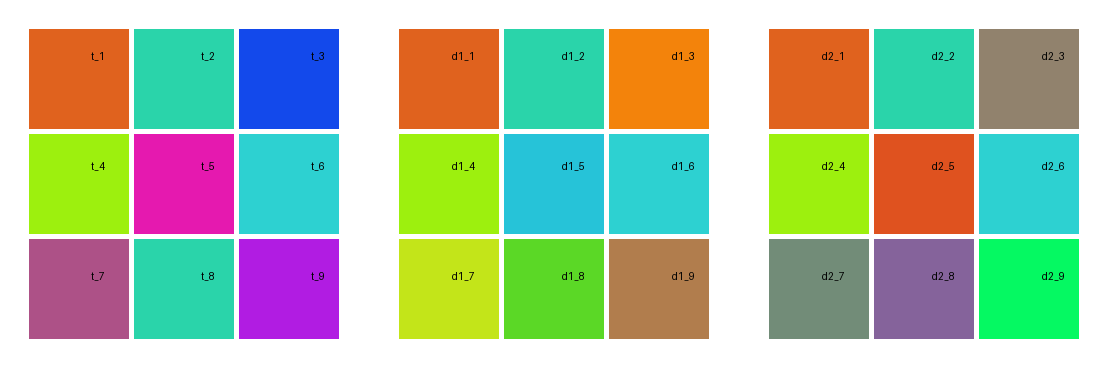 t_1 t_2 t_3 d1_1 d1_2 d1_3 d2_1 d2_2 d2_3
t_4 t_5 t_6 d1_4 d1_5 d1_6 d2_4 d2_5 d2_6
t_7 t_8 t_9 d1_7 d1_8 d1_9 d2_7 d2_8 d2_9